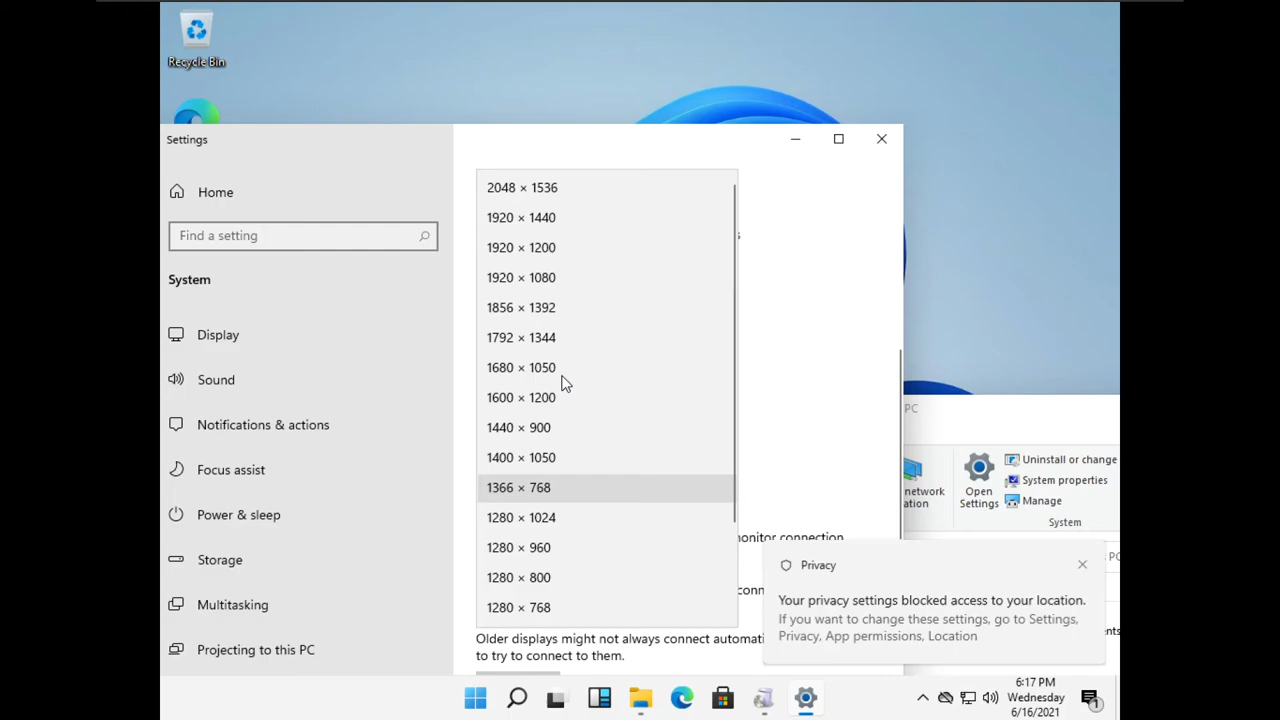 Recycle Bin
Settings
Home
Find a setting
System
Display
Sound
Notifications & actions
Focus assist
Power & sleep
Storage
Multitasking
Projecting to this PC
2048 × 1536
1920 × 1440
1920 × 1200
1920 × 1080
1856 × 1392
1792 × 1344
1680 × 1050
1600 × 1200
1440 × 900
1400 × 1050
1366 × 768
1280 × 1024
1280 × 960
1280 × 800
1280 × 768
s
monitor connection
conn
Older displays might not always connect automati
to try to connect to them.
PC
network
ation
Open
Settings
Uninstall or change
System properties
Manage
System
PC
ents
Privacy
Your privacy settings blocked access to your location.
If you want to change these settings, go to Settings,
Privacy, App permissions, Location
6:17 PM
Wednesday
6/16/2021
1